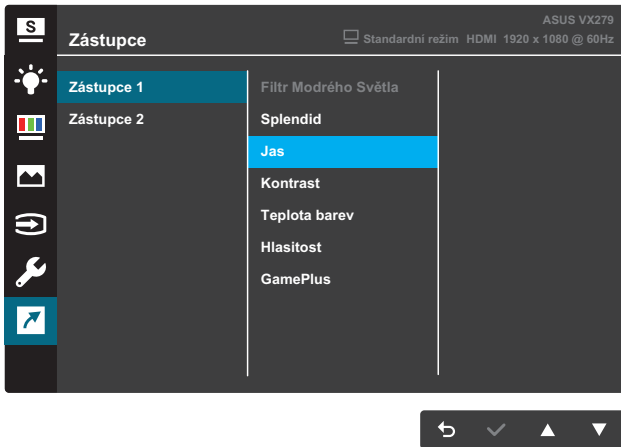 S
ASUS VX279
Zástupce
Standardni režim HDMI 1920 x 1080 @ 60Hz
Zástupce 1
Zástupce 2
Filtr Modrého Světla
Splendid
Jas
Kontrast
Teplota barev
Hlasitost
GamePlus